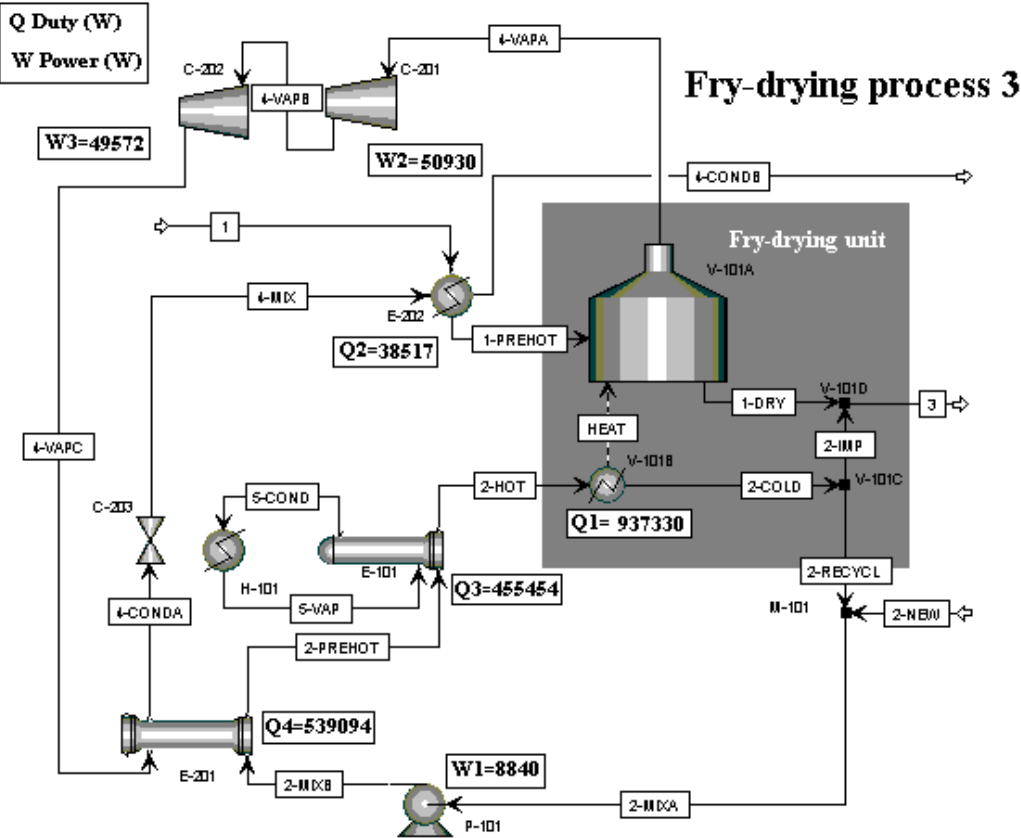 Q Duty (W)
W Power (W)
Fry-drying process 3
4-VAPA
C-202
C-201
4-VAPB
W3=49572
W2=50930
4-CONDB
1
Fry-drying unit
V-101A
4-MIX
E-202
1-PREHOT
Q2=38517
V-101D
1-DRY
3
HEAT
2-IMP
4-VAPC
V-101B
5-COND
2-HOT
2-COLD
V-101C
C-203
Q1= 937330
E-101
2-RECYCL
H-101
Q3=455454
4-CONDA
5-VAP
M-101
2-NEW
2-PREHOT
Q4=539094
W1=8840
E-201
2-MIXB
2-MIXA
P-101